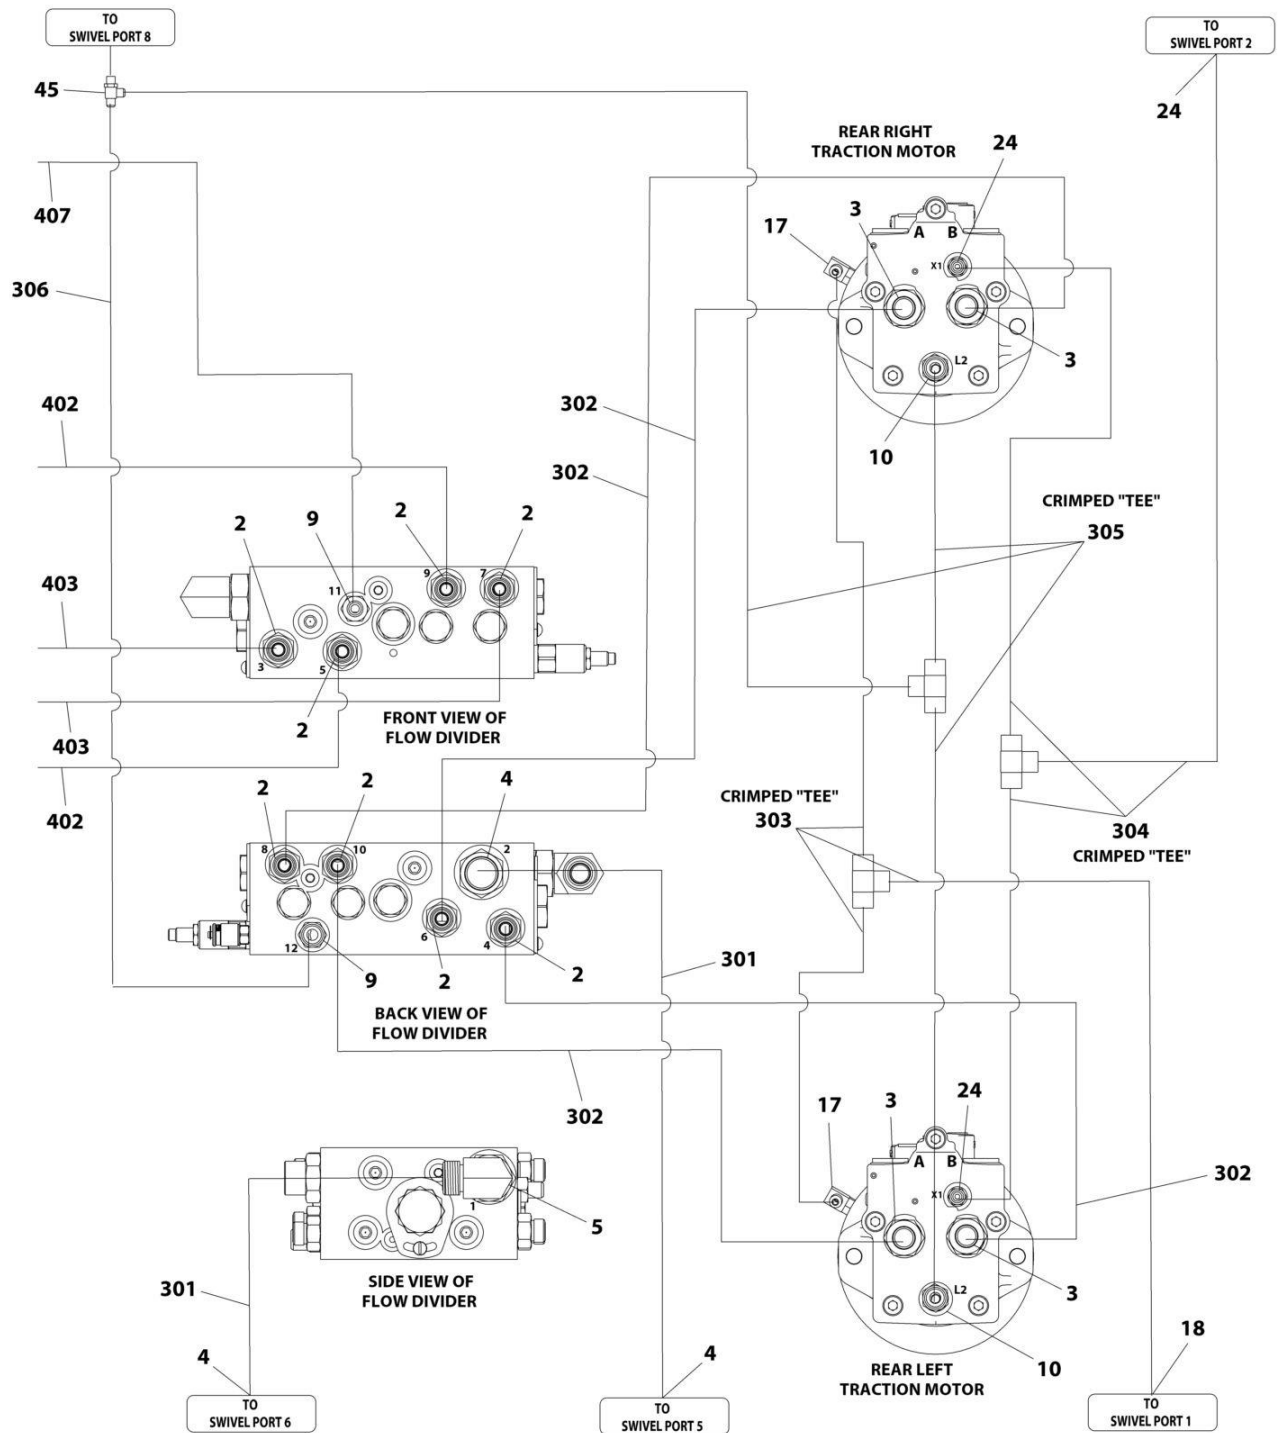 TO
SWIVEL PORT 8
TO
SWIVEL PORT 2
45
24
REAR RIGHT
TRACTION MOTOR
24
407
3
17
A B
X1
306
3
L2
402
302
10
302
CRIMPED "TEE"
305
2
9
2
2
9
7
11
403
3
5
2
FRONT VIEW OF
FLOW DIVIDER
403
402
2
2
4
CRIMPED "TEE"
303
304
CRIMPED "TEE"
8
10
2
6
4
12
9
2
2
301
BACK VIEW OF
FLOW DIVIDER
302
17
3
24
A B
X1
302
1
5
SIDE VIEW OF
FLOW DIVIDER
301
3
L2
4
4
10
18
REAR LEFT
TRACTION MOTOR
TO
SWIVEL PORT 6
TO
SWIVEL PORT 5
TO
SWIVEL PORT 1